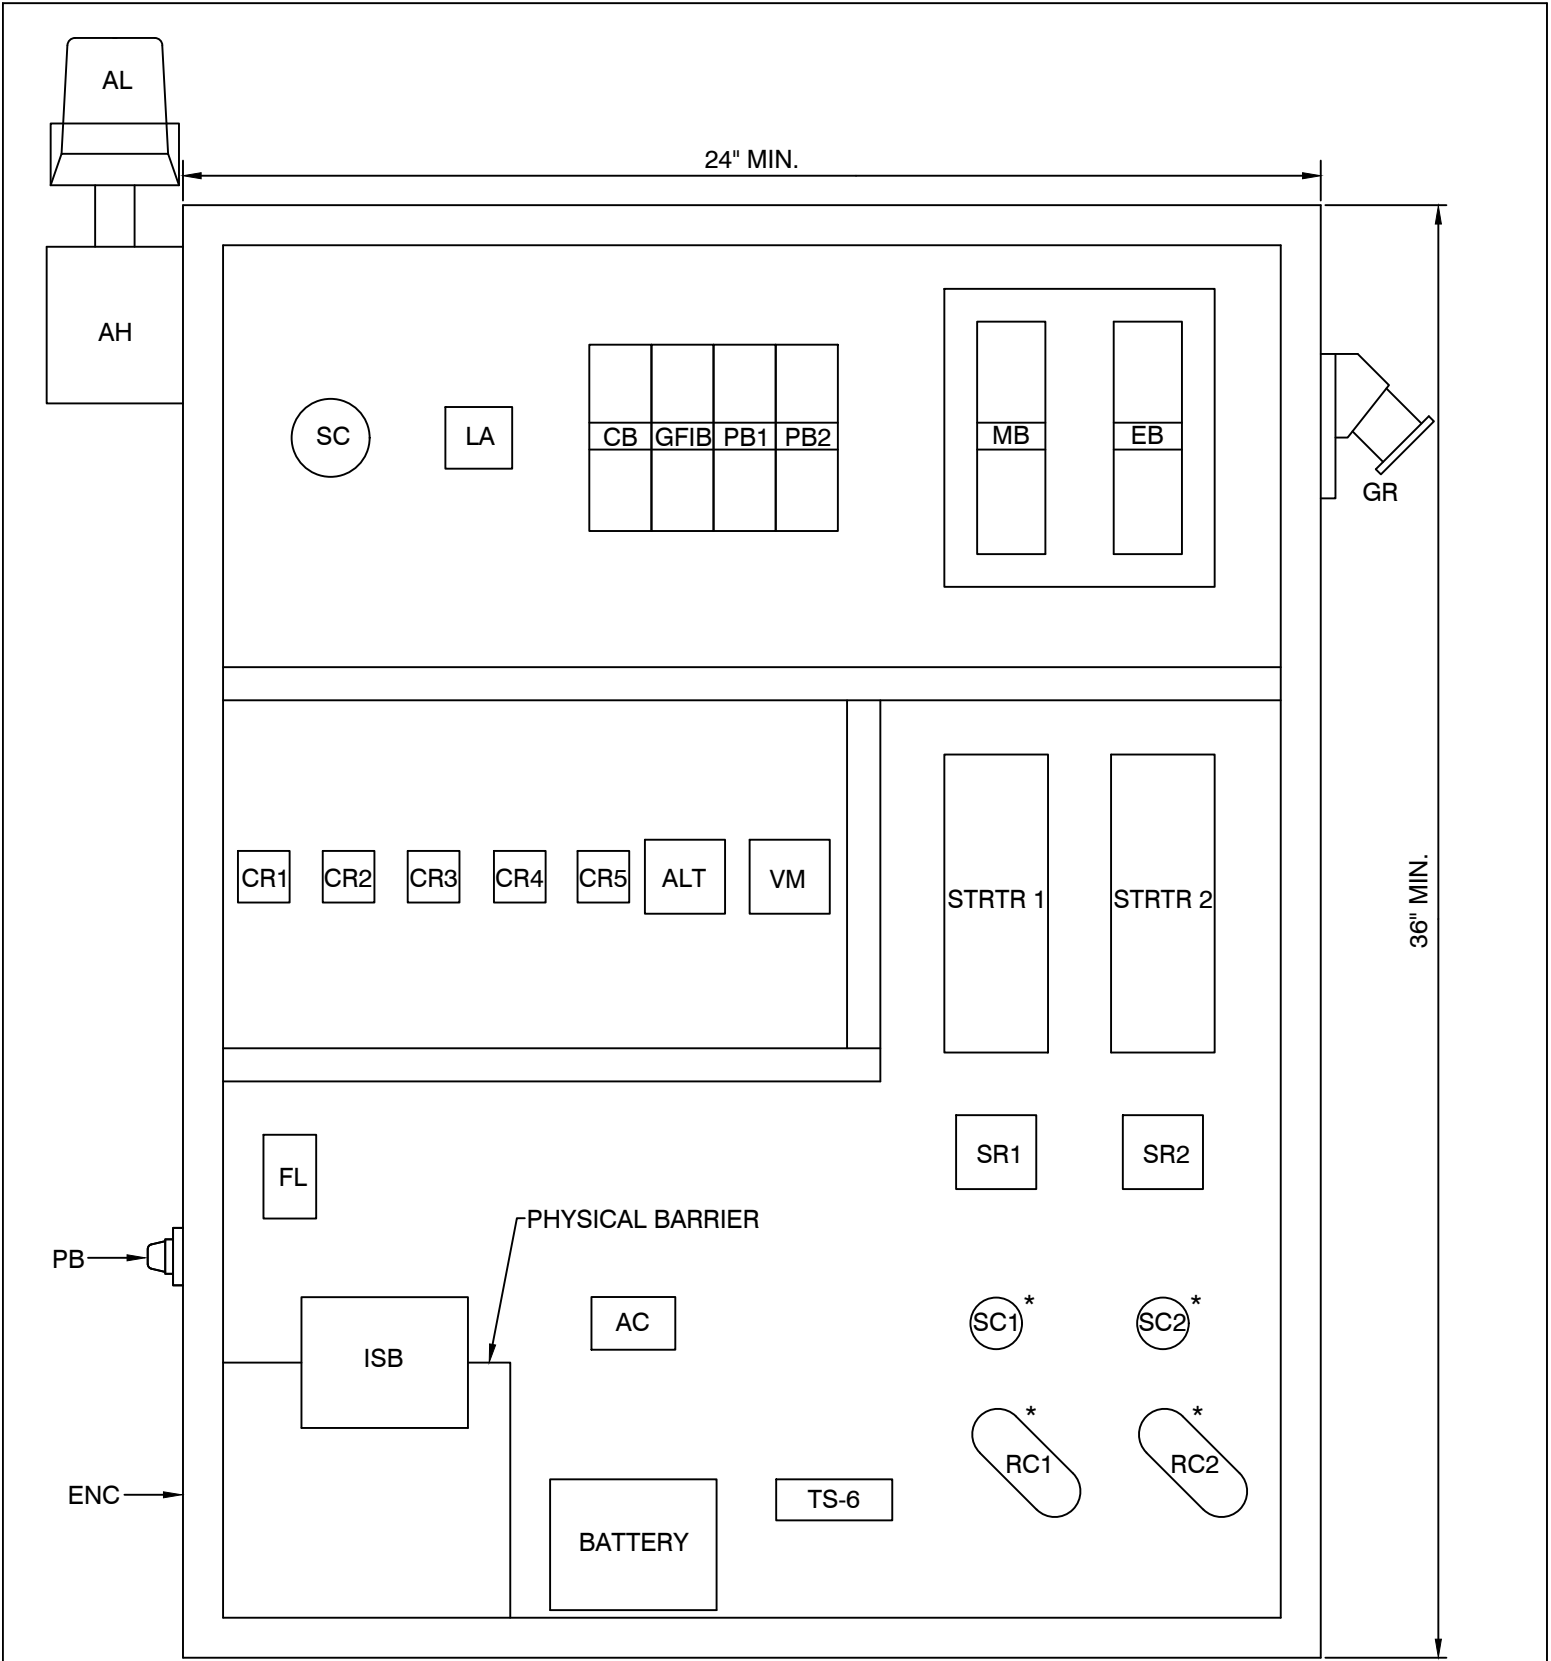 AL
24" MIN.
AH
SC
LA
CB
GFIB
PB1
PB2
MB
EB
GR
CR1
CR2
CR3
CR4
CR5
ALT
VM
STRTR 1
STRTR 2
36" MIN.
FL
SR1
SR2
PHYSICAL BARRIER
PB
AC
SC1
*
SC2
*
ISB
RC1
*
RC2
*
ENC
TS-6
BATTERY